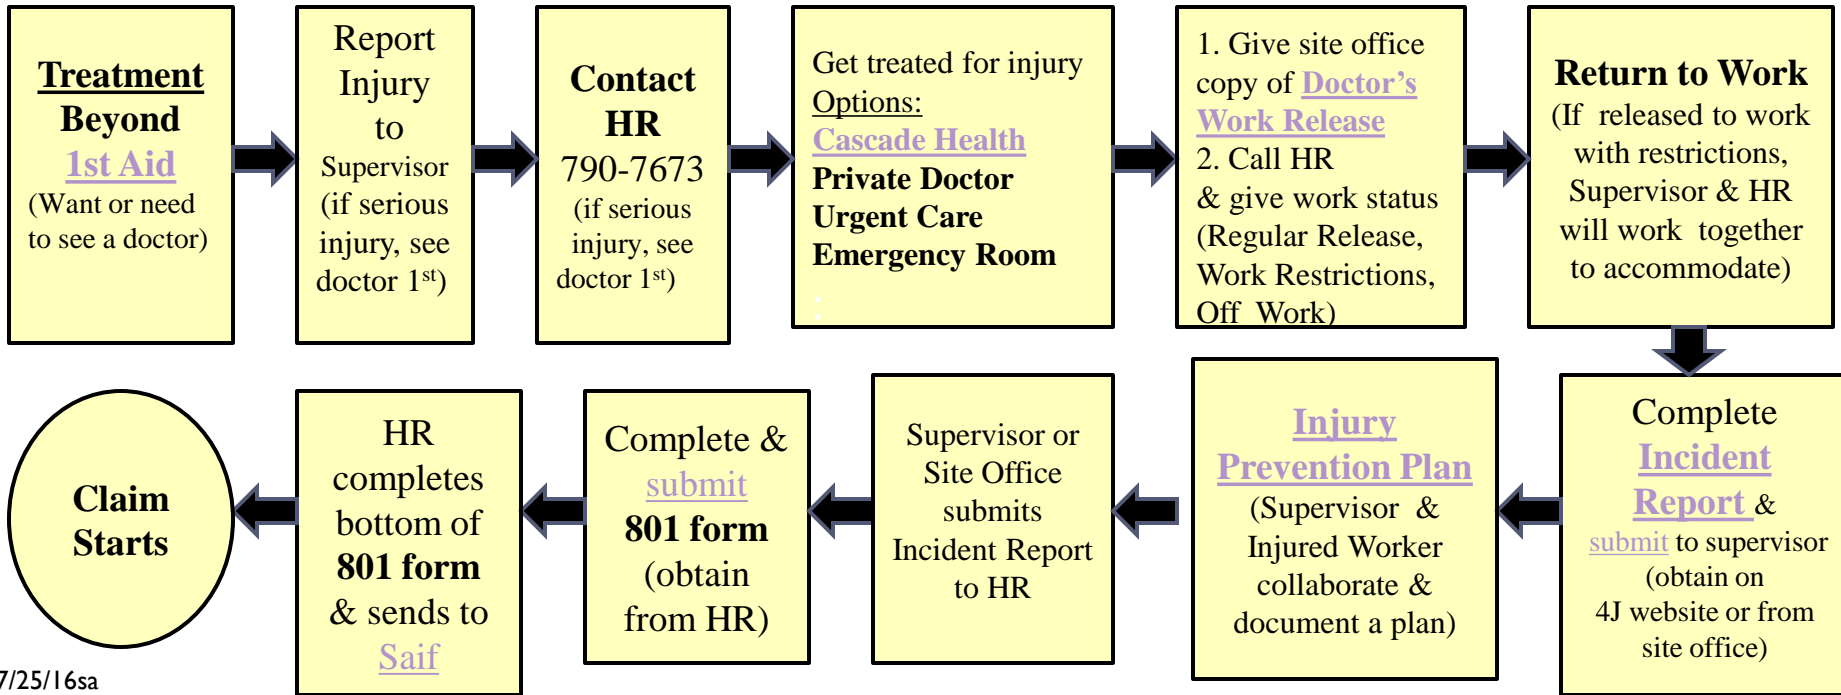 Treatment
Beyond
1st Aid
(Want or need
to see a doctor)
Report
Injury
to
Supervisor
(if serious
injury, see
doctor 1st)
Contact
HR
790-7673
(if serious
injury, see
doctor 1st)
Get treated for injury
Options:
Cascade Health
Private Doctor
Urgent Care
Emergency Room
:
1. Give site office
copy of Doctor's
Work Release
2. Call HR
& give work status
(Regular Release,
Work Restrictions,
Off Work)
Return to Work
(If released to work
with restrictions,
Supervisor & HR
will work together
to accommodate)
Complete
Incident
Report &
submit to supervisor
(obtain on
4J website or from
site office)
Injury
Prevention Plan
(Supervisor &
Injured Worker
collaborate &
document a plan)
Supervisor or
Site Office
submits
Incident Report
to HR
Complete &
submit
801 form
(obtain
from HR)
HR
completes
bottom of
801 form
& sends to
Saif
Claim
Starts
7/25/16sa